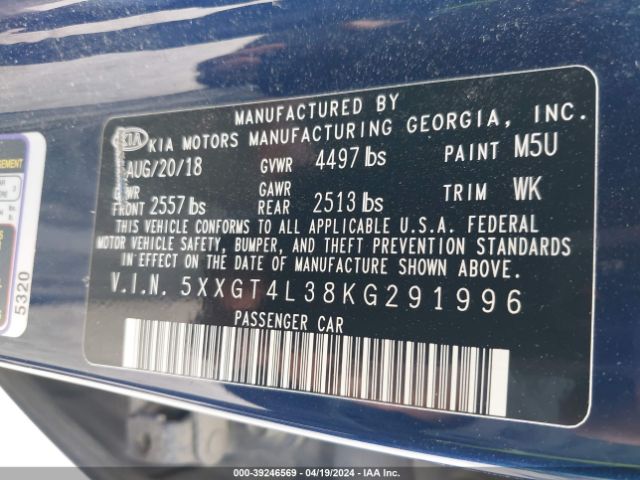 MANUFACTURED BY
KIA KIA MOTORS MANUFACTURING GEORGIA, INC.
AUG/20/18 GVWR 4497 lbs PAINT M5U
WR FRONT 2557 lbs GAWR REAR 2513 lbs TRIM WK
THIS VEHICLE CONFORMS TO ALL APPLICABLE U.S.A. FEDERAL
MOTOR VEHICLE SAFETY, BUMPER, AND THEFT PREVENTION STANDARDS
IN EFFECT ON THE DATE OF MANUFACTURE SHOWN ABOVE.
V.I.N. 5XXGT4L38KG291996
PASSENGER CAR
5320
000-39246569 / 04/19/2024 - IAA Inc.